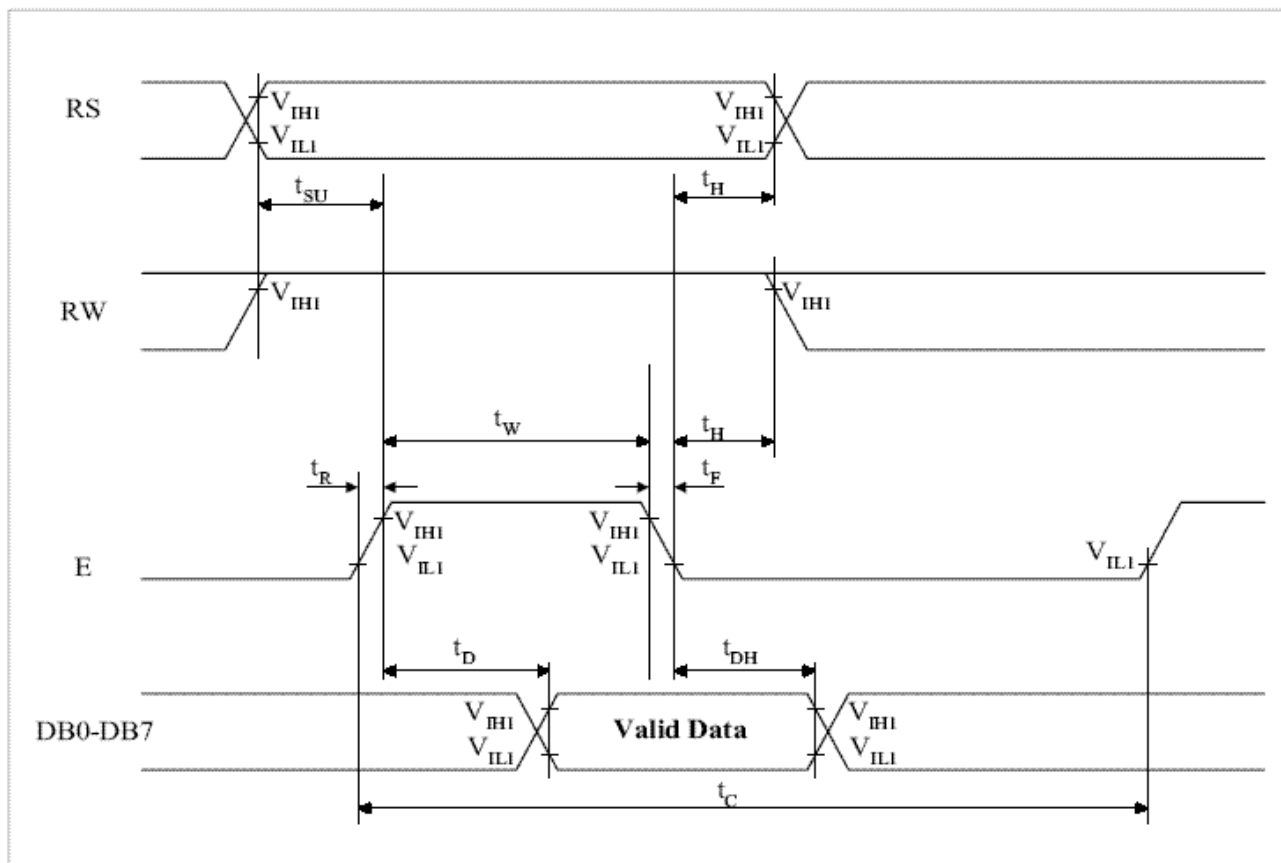 RS
V_IH1
V_IL1
V_IH1
V_IL1
t_SU
t_H
RW
V_IH1
V_IH1
t_W
t_H
t_R
t_F
E
V_IH1
V_IL1
V_IH1
V_IL1
V_IL1
t_D
t_DH
DB0-DB7
V_IH1
V_IL1
Valid Data
V_IH1
V_IL1
t_C